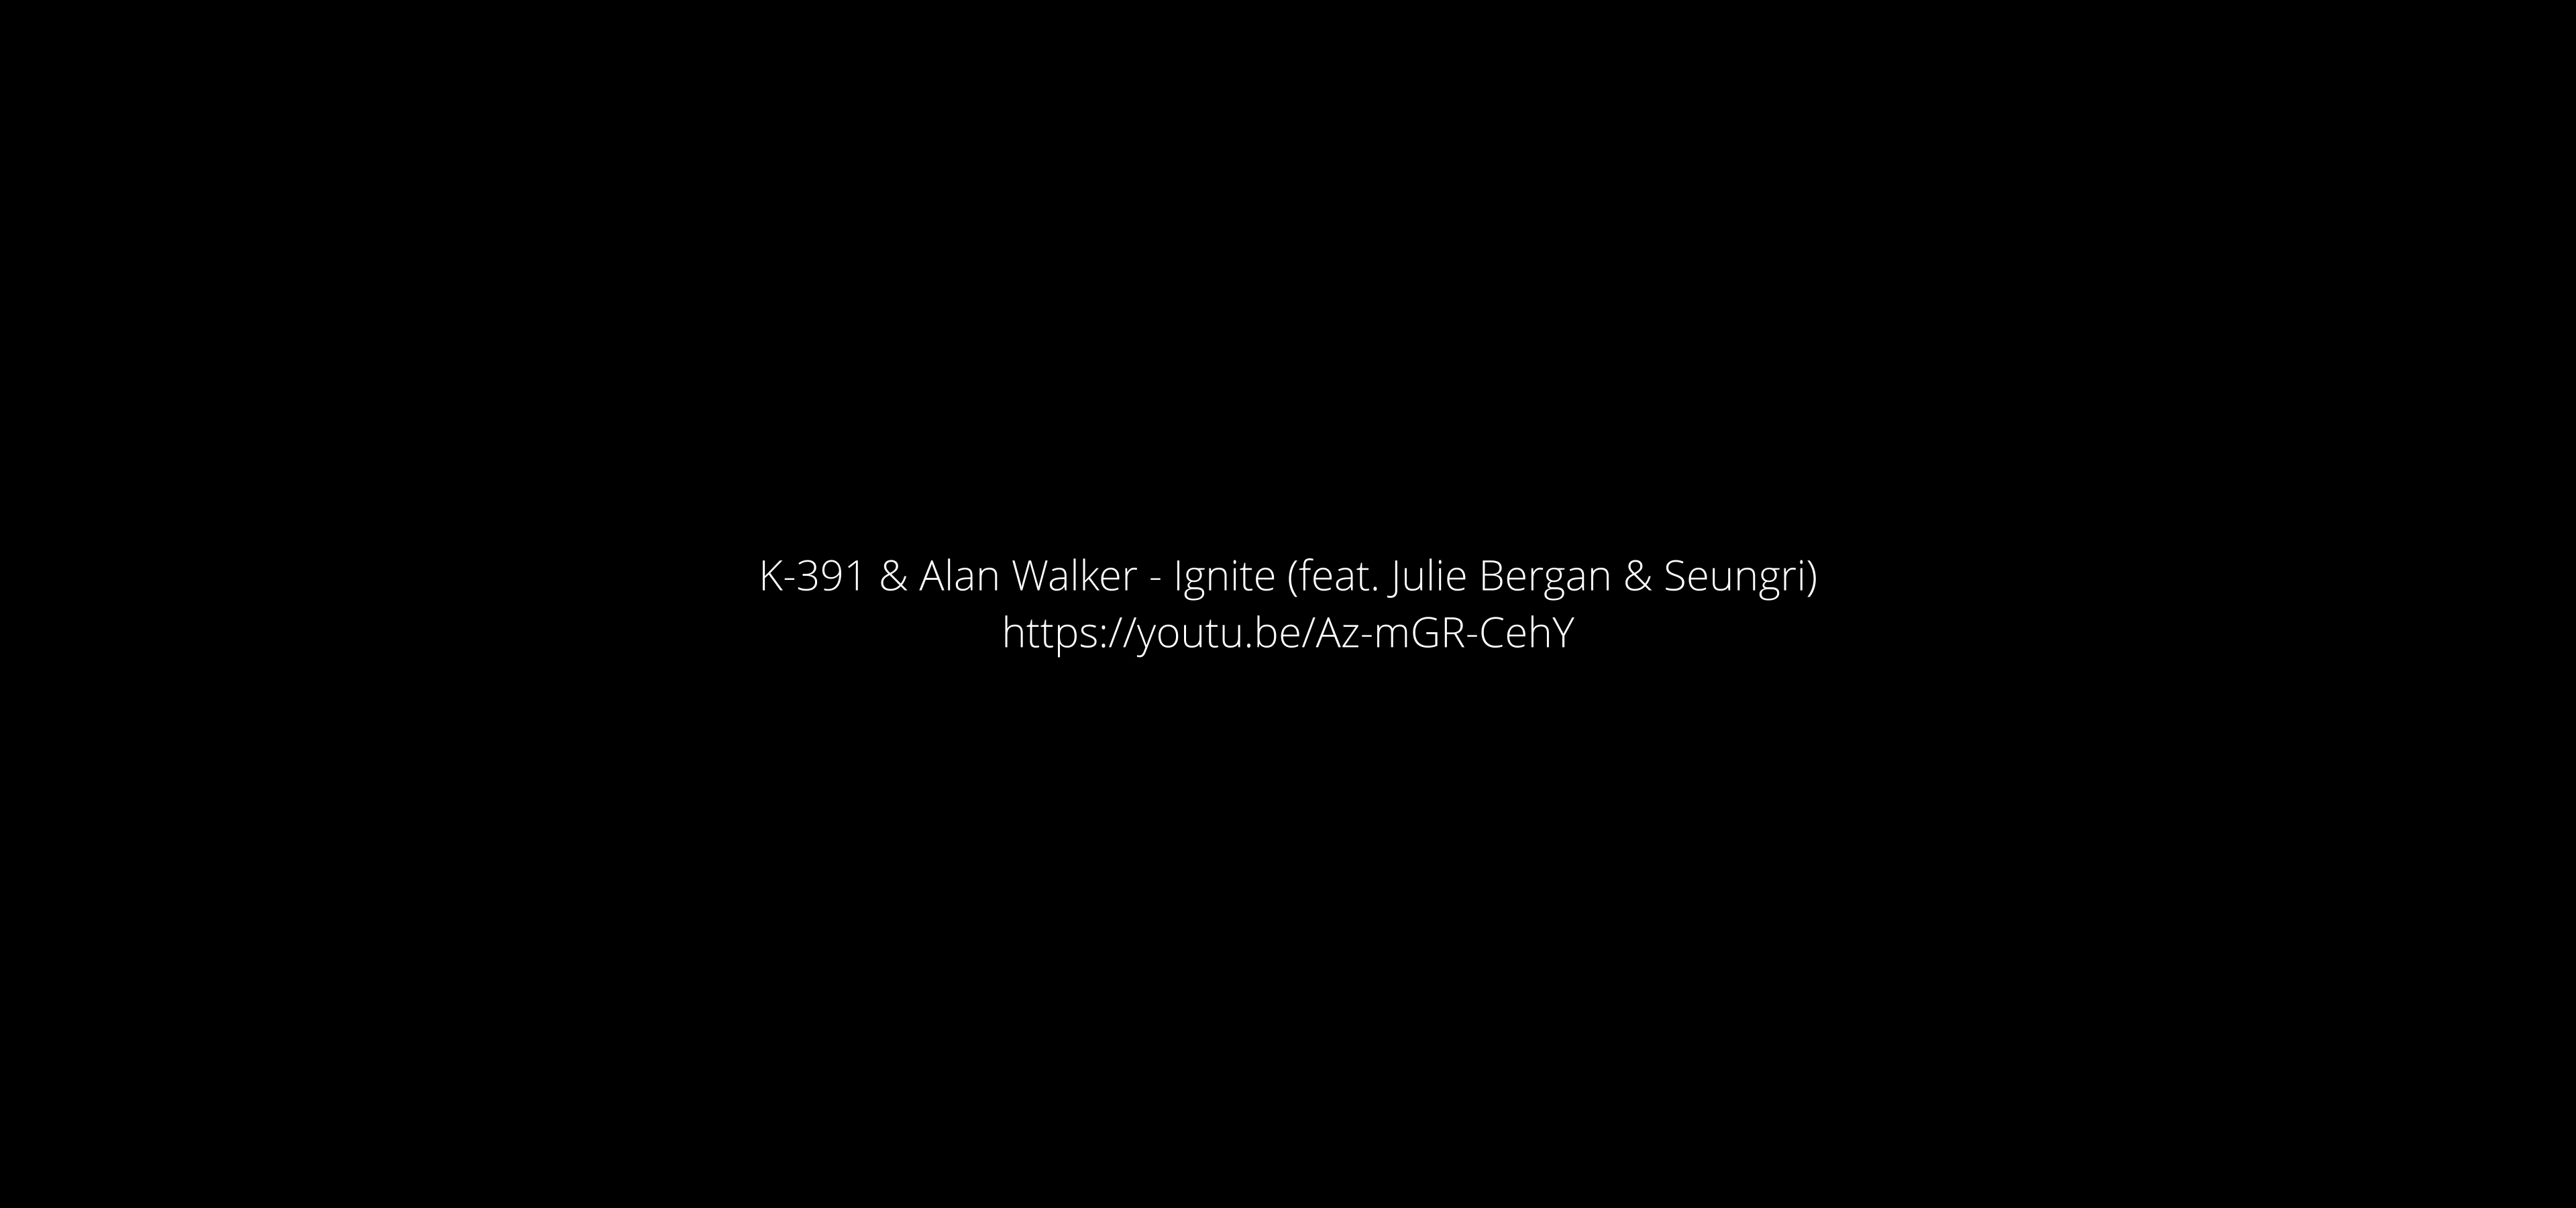 K-391 & Alan Walker - Ignite (feat. Julie Bergan & Seungri)
https://youtu.be/Az-mGR-CehY